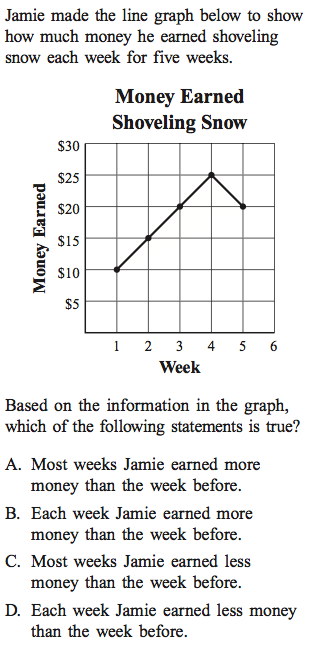 Jamie made the line graph below to show
how much money he earned shoveling
snow each week for five weeks.
Money Earned
Shoveling Snow
$30
$25
$20
$15
$10
$5
Money Earned
1 2 3 4 5 6
Week
Based on the information in the graph,
which of the following statements is true?
A. Most weeks Jamie earned more
money than the week before.
B. Each week Jamie earned more
money than the week before.
C. Most weeks Jamie earned less
money than the week before.
D. Each week Jamie earned less money
than the week before.